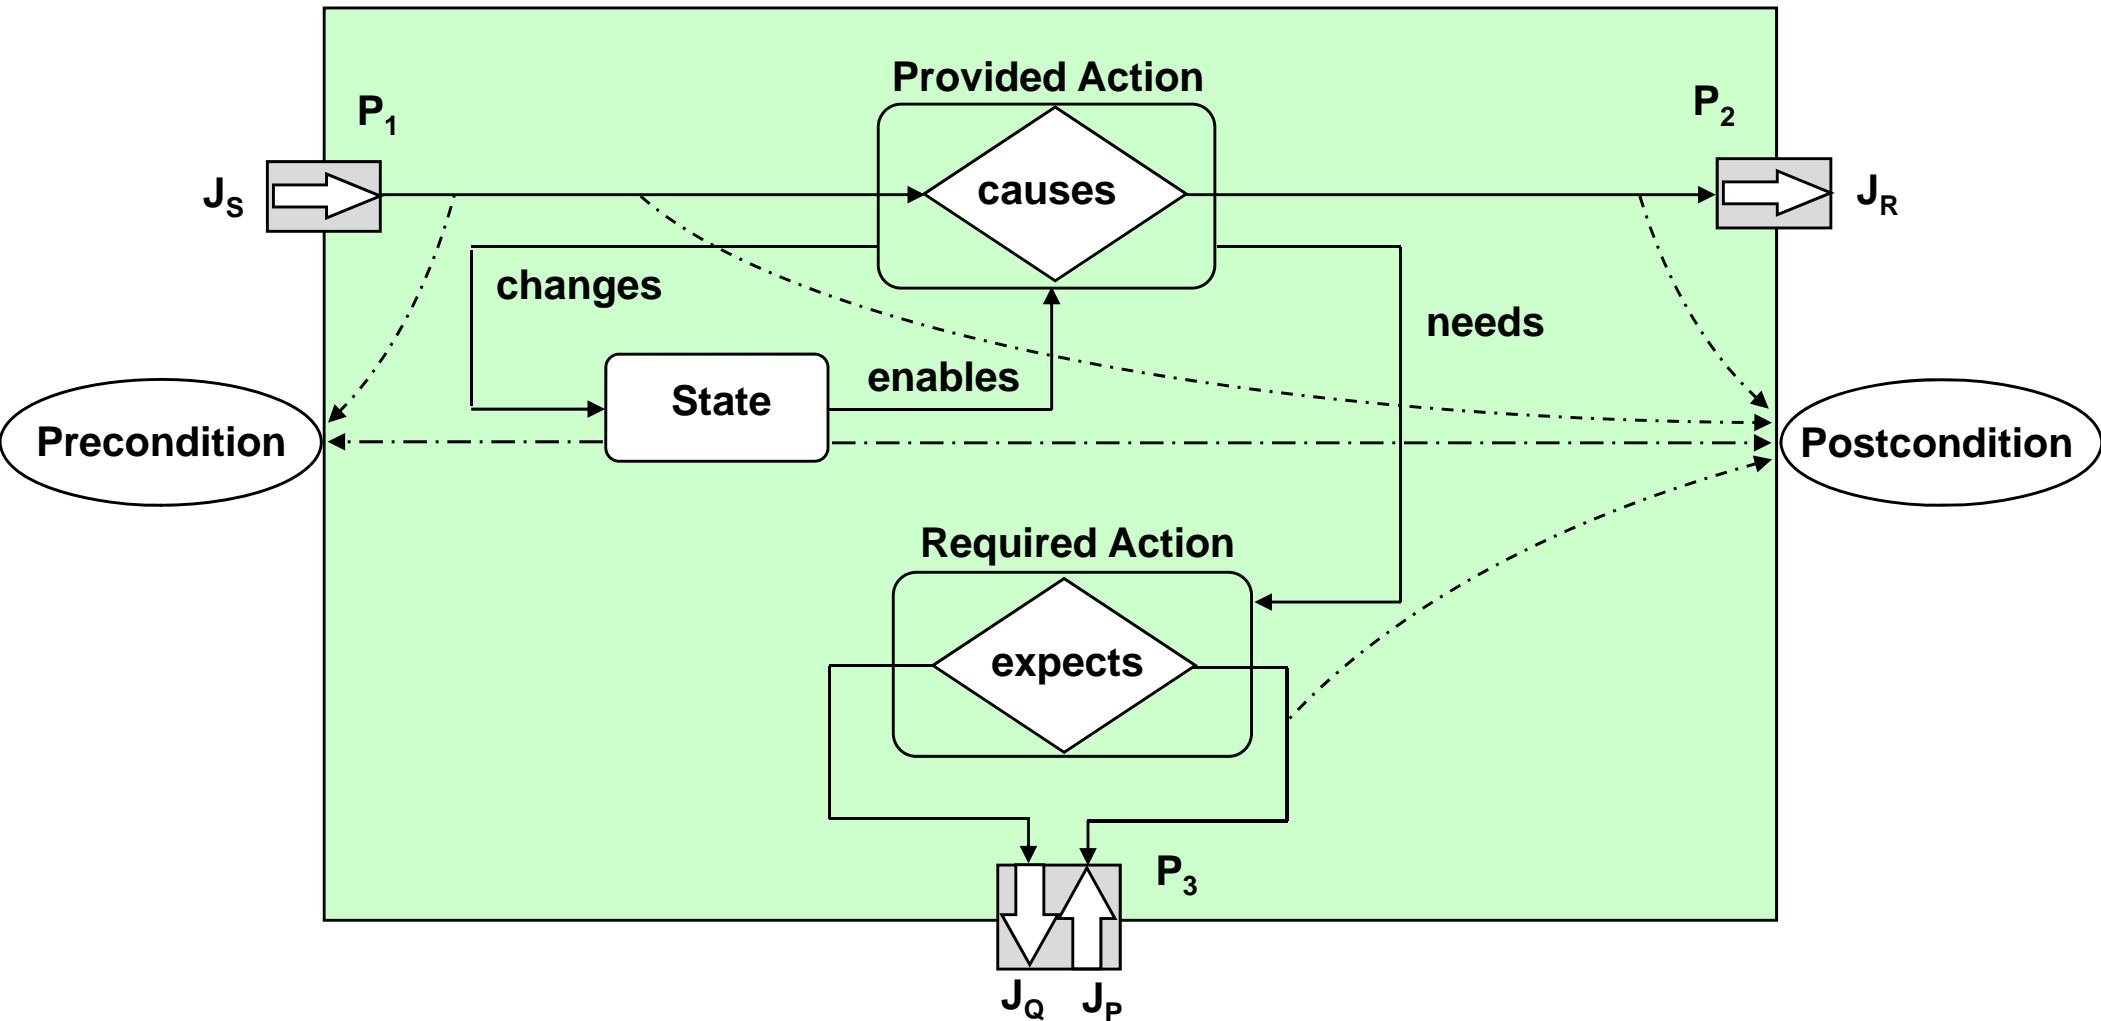 Provided Action
P1
P2
causes
JS
JR
changes
needs
enables
State
Precondition
Postcondition
Required Action
expects
P3
JQ
JP